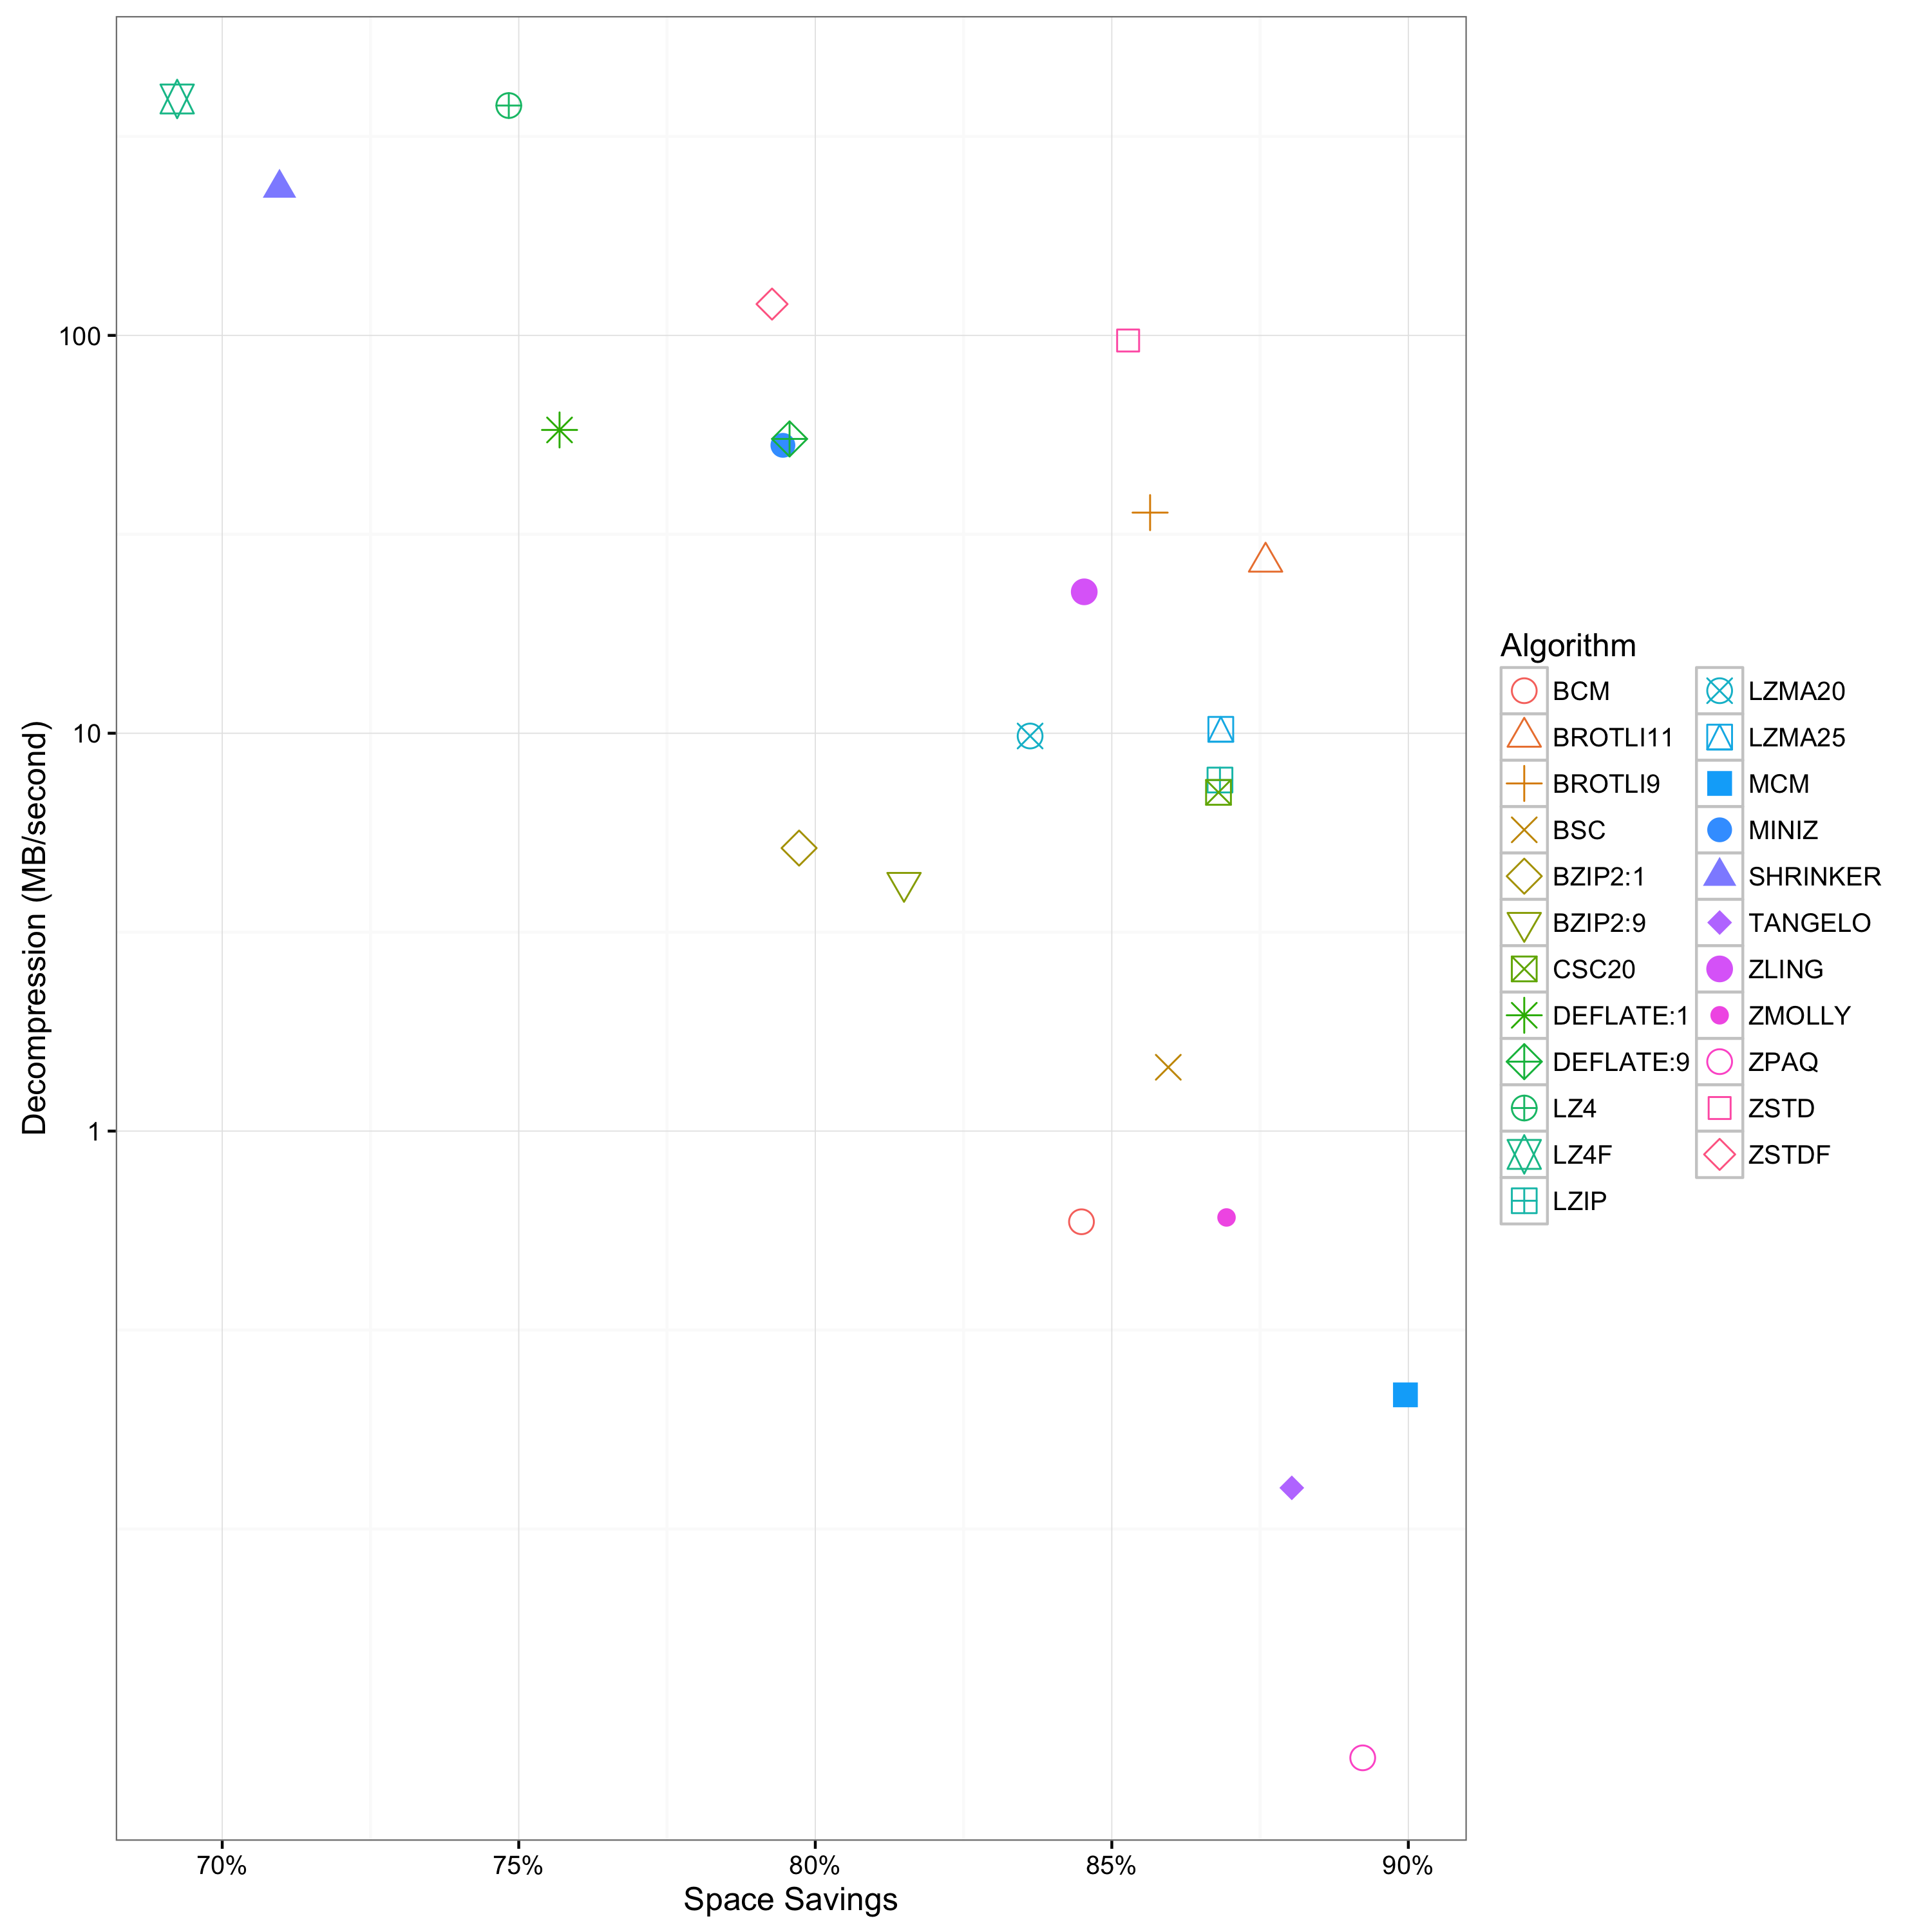 Decompression (MB/second)
100
10
1
70%
75%
80%
85%
90%
Space Savings
Algorithm
BCM
BROTLI11
BROTLI9
BSC
BZIP2:1
BZIP2:9
CSC20
DEFLATE:1
DEFLATE:9
LZ4
LZ4F
LZIP
LZMA20
LZMA25
MCM
MINIZ
SHRINKER
TANGELO
ZLING
ZMOLLY
ZPAQ
ZSTD
ZSTDF